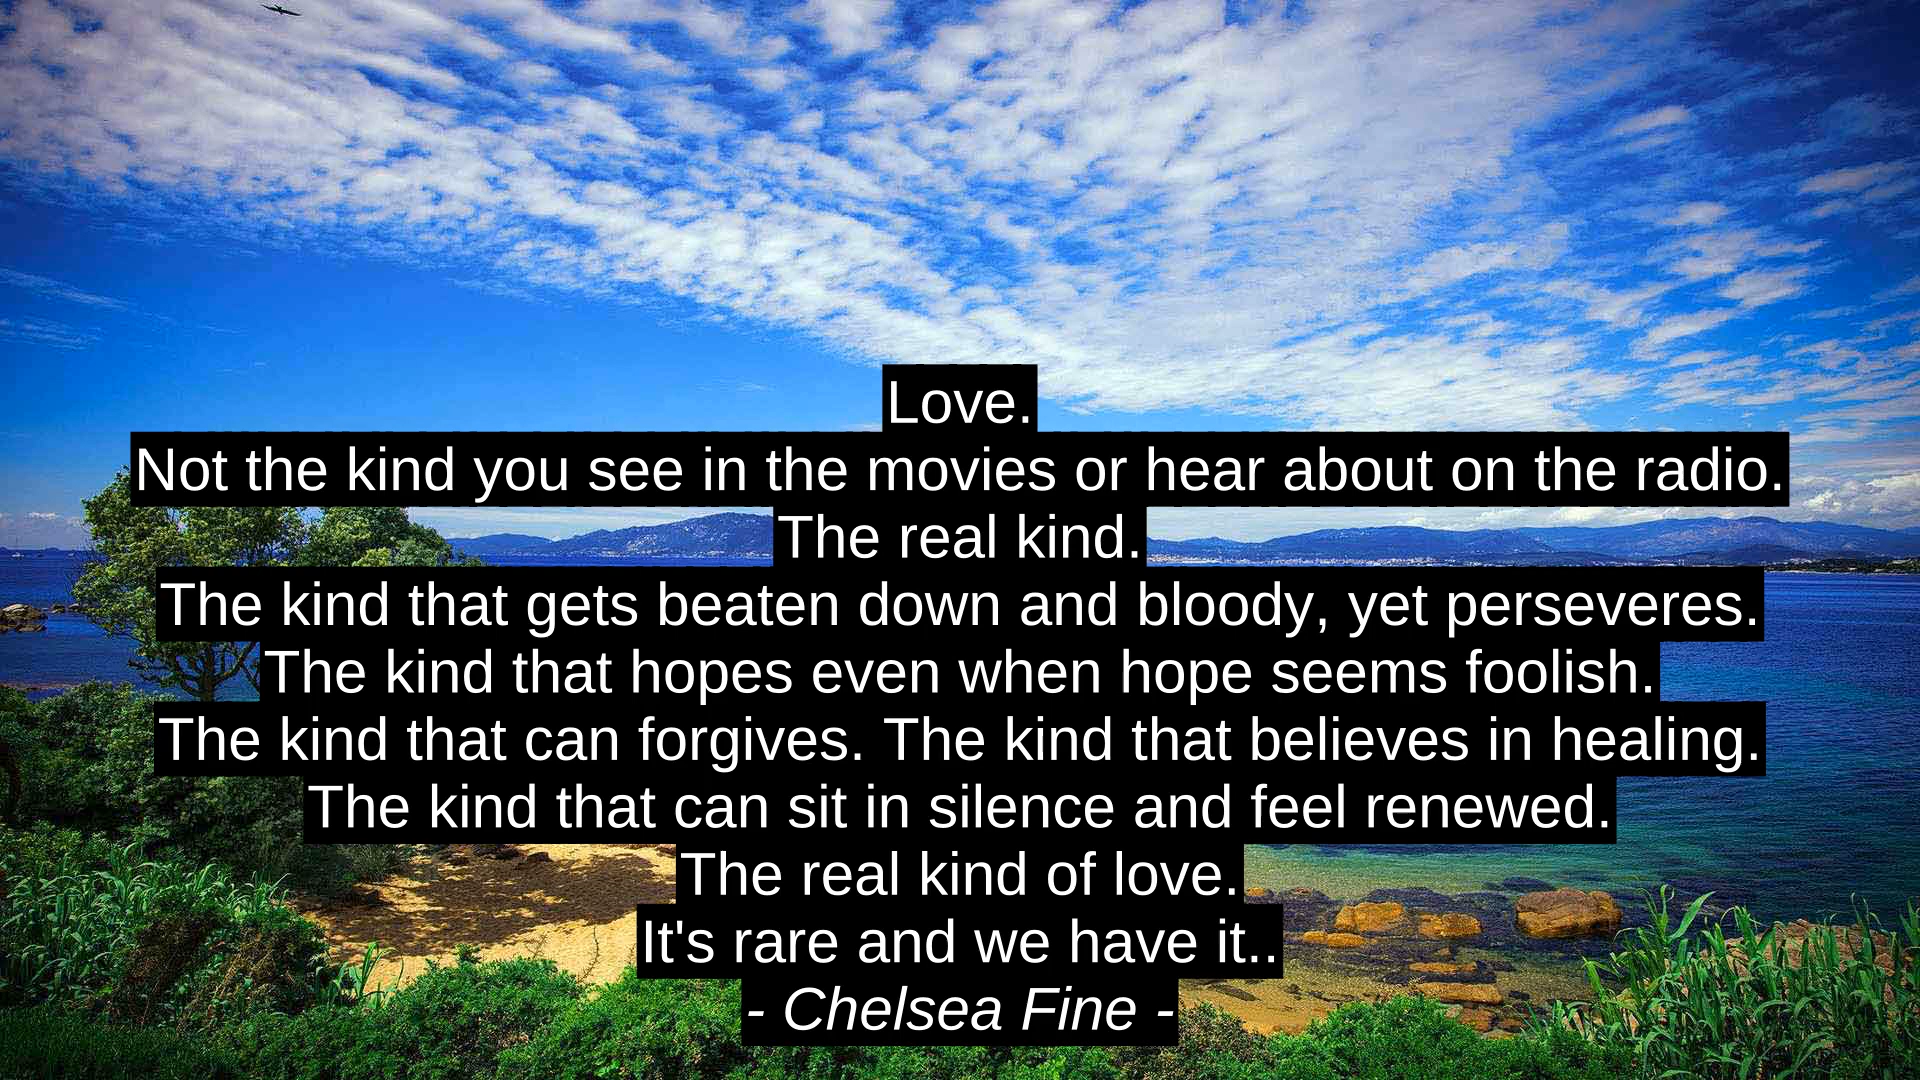 Love.
Not the kind you see in the movies or hear about on the radio.
The real kind.
The kind that gets beaten down and bloody, yet perseveres.
The kind that hopes even when hope seems foolish.
The kind that can forgives. The kind that believes in healing.
The kind that can sit in silence and feel renewed.
The real kind of love.
It's rare and we have it..
- Chelsea Fine -